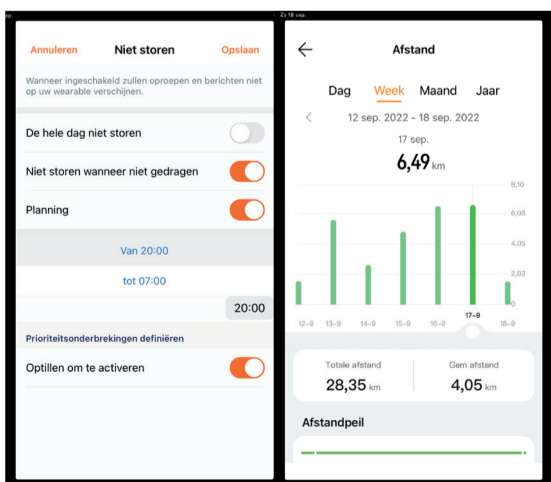 Annuleren Niet storen Opslaan
Wanneer ingeschakeld zullen oproepen en berichten niet
op uw wearable verschijnen.
De hele dag niet storen
Niet storen wanneer niet gedragen
Planning
Van 20:00
tot 07:00
20:00
Prioriteitsonderbrekingen definiëren
Optillen om te activeren
Za 18 sep.
Afstand
Dag Week Maand Jaar
12 sep. 2022 - 18 sep. 2022
17 sep.
6,49 km
8,10
6,08
4,05
2,03
0
12-9 13-9 14-9 15-9 16-9 17-9 18-9
Totale afstand Gem afstand
28,35 km 4,05 km
Afstandpeil